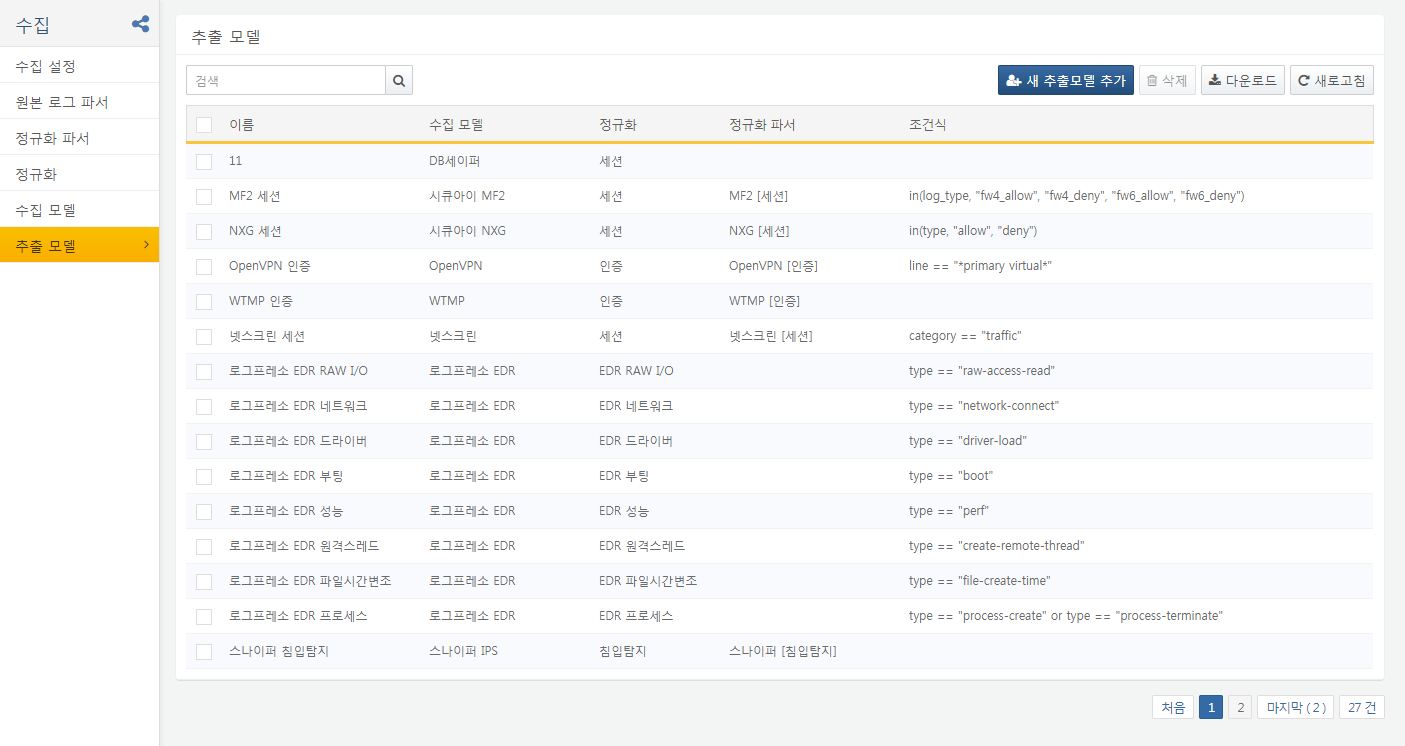 수집
수집 설정
원본 로그 파서
정규화 파서
정규화
수집 모델
추출 모델
추출 모델
검색 새 추출모델 추가 삭제 다운로드 새로고침
이름 수집 모델 정규화 정규화 파서 조건식
11 DB세이퍼 세션
MF2 세션 시큐아이 MF2 세션 MF2 [세션] in(log_type, "fw4_allow", "fw4_deny", "fw6_allow", "fw6_deny")
NXG 세션 시큐아이 NXG 세션 NXG [세션] in(type, "allow", "deny")
OpenVPN 인증 OpenVPN 인증 OpenVPN [인증] line == "*primary virtual*"
WTMP 인증 WTMP 인증 WTMP [인증]
넷스크린 세션 넷스크린 세션 넷스크린 [세션] category == "traffic"
로그프레소 EDR RAW I/O 로그프레소 EDR EDR RAW I/O type == "raw-access-read"
로그프레소 EDR 네트워크 로그프레소 EDR EDR 네트워크 type == "network-connect"
로그프레소 EDR 드라이버 로그프레소 EDR EDR 드라이버 type == "driver-load"
로그프레소 EDR 부팅 로그프레소 EDR EDR 부팅 type == "boot"
로그프레소 EDR 성능 로그프레소 EDR EDR 성능 type == "perf"
로그프레소 EDR 원격스레드 로그프레소 EDR EDR 원격스레드 type == "create-remote-thread"
로그프레소 EDR 파일시간변조 로그프레소 EDR EDR 파일시간변조 type == "file-create-time"
로그프레소 EDR 프로세스 로그프레소 EDR EDR 프로세스 type == "process-create" or type == "process-terminate"
스나이퍼 침입탐지 스나이퍼 IPS 침입탐지 스나이퍼 [침입탐지]
처음 1 2 마지막 ( 2 ) 27 건